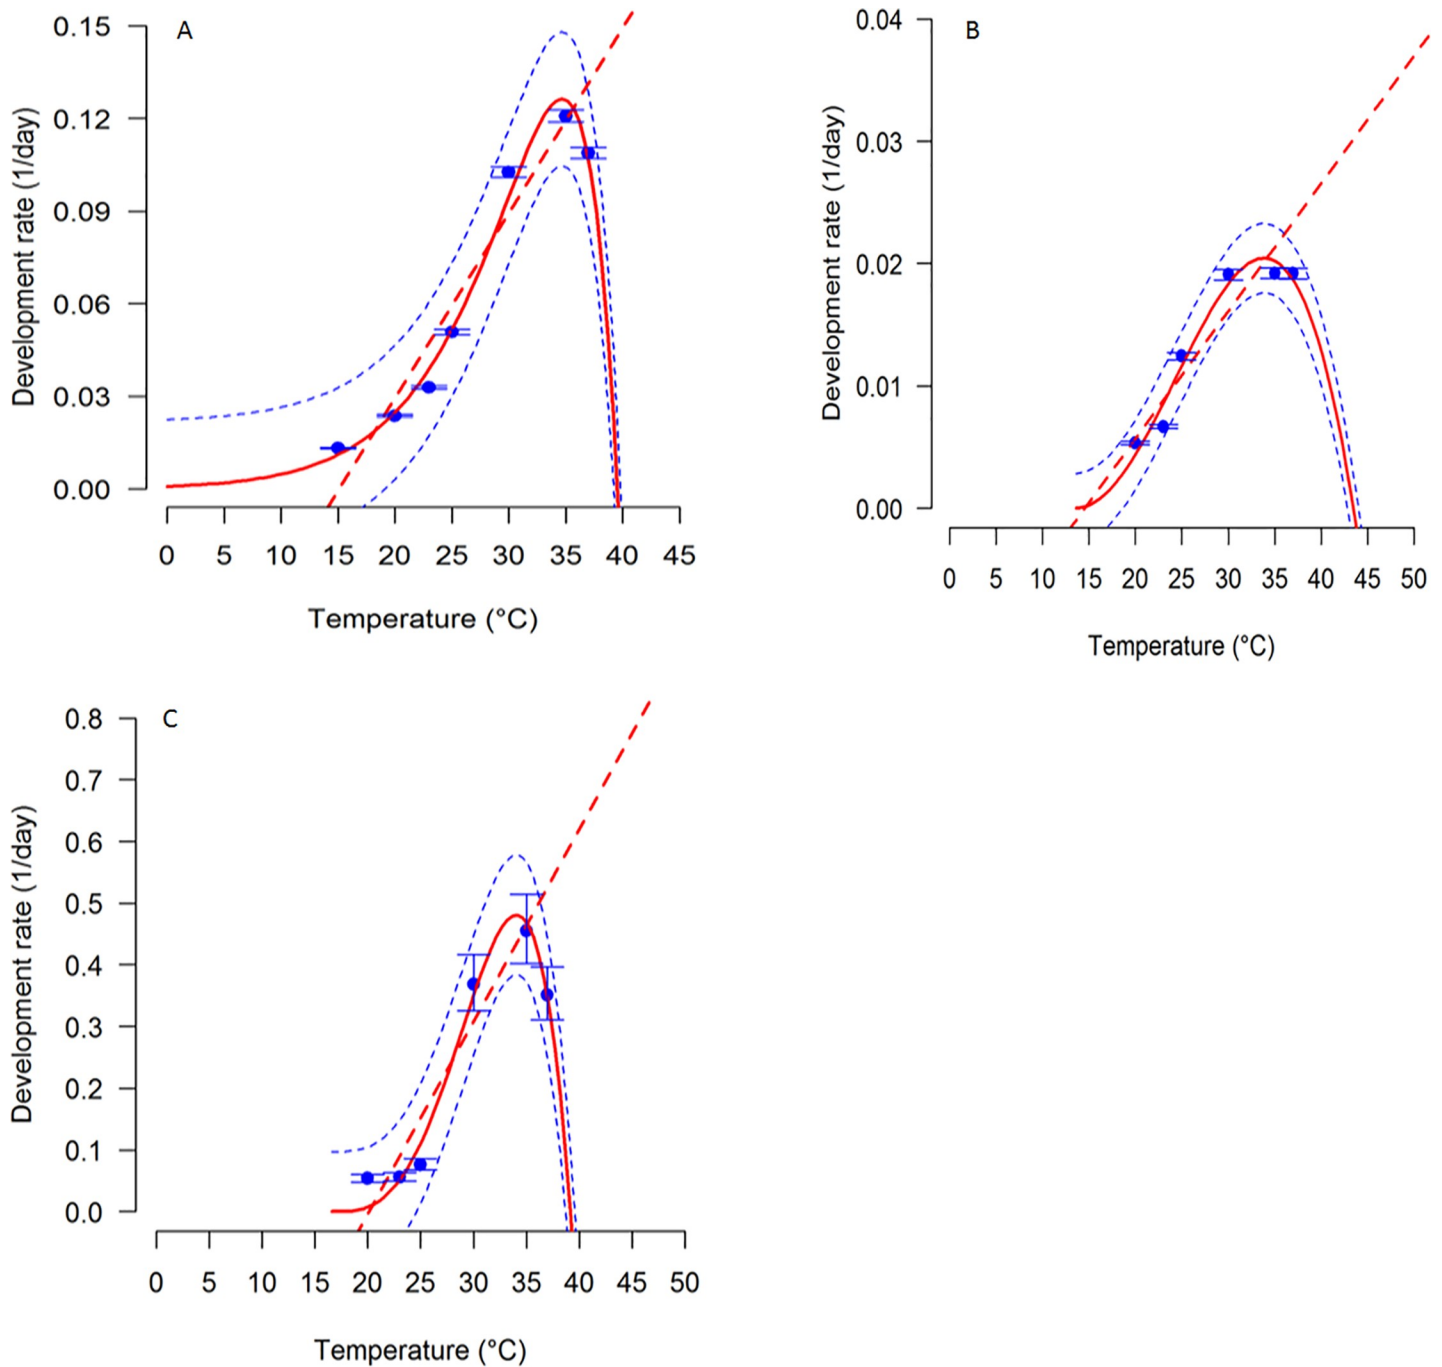 A
Development rate (1/day)
0.15
0.12
0.09
0.06
0.03
0.00
0 5 10 15 20 25 30 35 40 45
Temperature (°C)
B
Development rate (1/day)
0.04
0.03
0.02
0.01
0.00
0 5 10 15 20 25 30 35 40 45 50
Temperature (°C)
C
Development rate (1/day)
0.8
0.7
0.6
0.5
0.4
0.3
0.2
0.1
0.0
0 5 10 15 20 25 30 35 40 45 50
Temperature (°C)